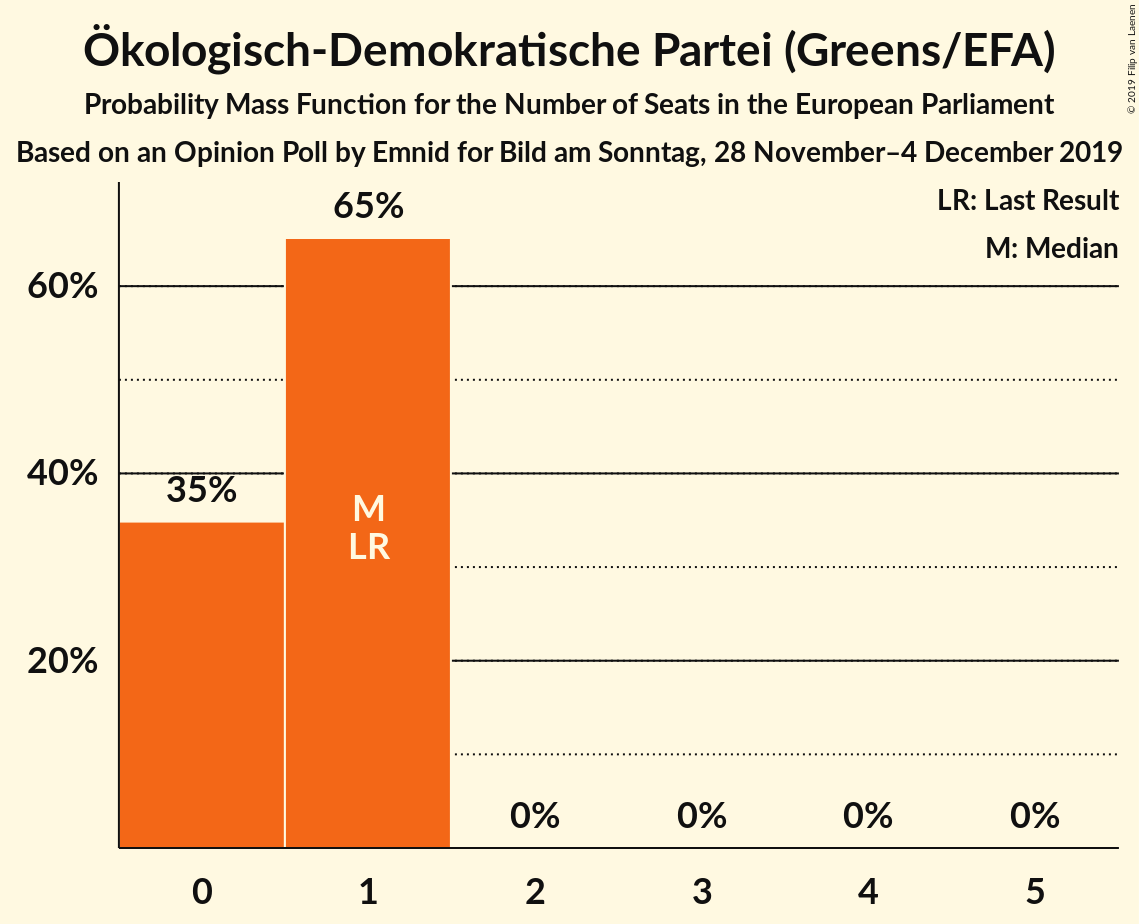 Ökologisch-Demokratische Partei (Greens/EFA)
Probability Mass Function for the Number of Seats in the European Parliament
Based on an Opinion Poll by Emnid for Bild am Sonntag, 28 November–4 December 2019
© 2019 Filip van Laenen
LR: Last Result
M: Median
65%
60%
40%
35%
M
LR
20%
0% 0% 0% 0%
0 1 2 3 4 5